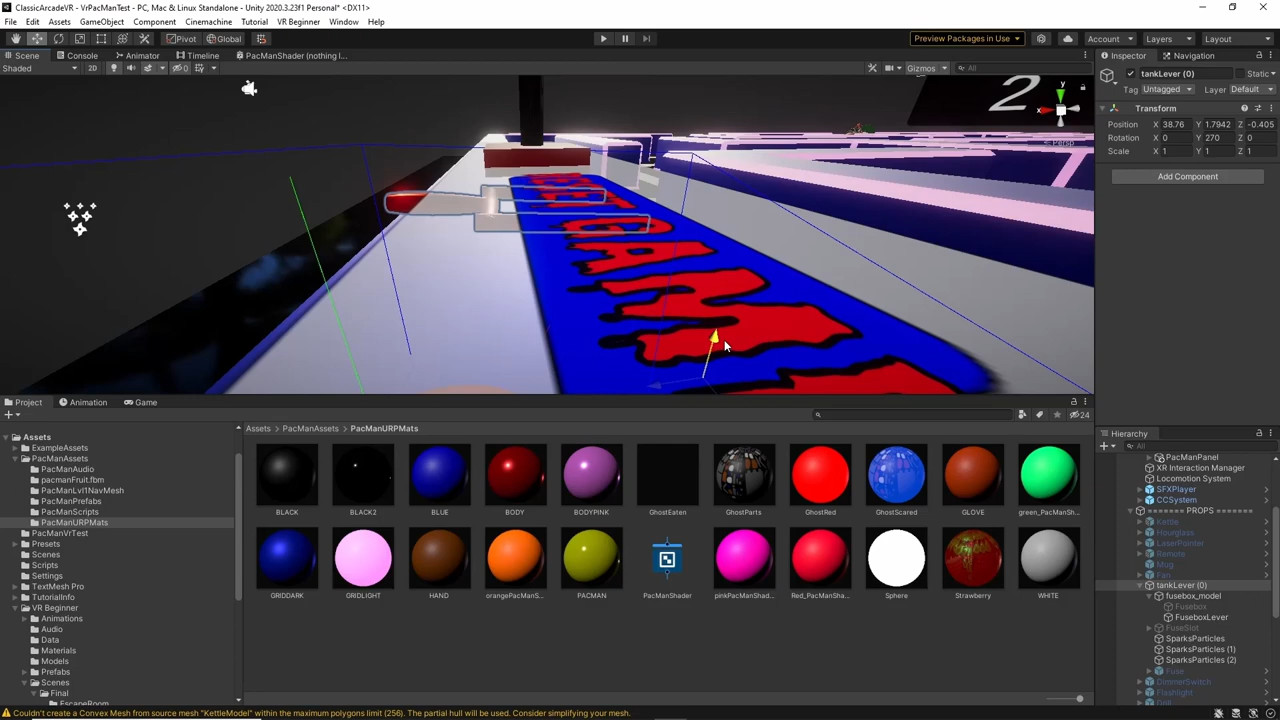 ClassicArcadeVR - VrPacManTest - PC, Mac & Linux Standalone - Unity 2020.3.23f1 Personal* <DX11>
File Edit Assets GameObject Component Cinemachine Tutorial VR Beginner Window Help
Pivot Global Preview Packages in Use Account Layers Layout
Scene Console Animator Timeline PacManShader (nothing l... Inspector Navigation
Shaded 2D 0 Gizmos All
tankLever (0) Static
Tag Untagged Layer Default
Transform
Position X 38.76 Y 1.7942 Z -0.405
Rotation X 0 Y 270 Z 0
Scale X 1 Y 1 Z 1
Add Component
y
x
Persp
2
GAM
Project Animation Game
24
Assets
ExampleAssets
PacManAssets
PacManAudio
pacmanFruit.fbm
PacManLvl1NavMesh
PacManPrefabs
PacManScripts
PacManURPMats
PacManVrTest
Presets
Scenes
Scripts
Settings
TextMesh Pro
TutorialInfo
VR Beginner
Animations
Audio
Data
Materials
Models
Prefabs
Scenes
Final
EscapeRoom
Assets > PacManAssets > PacManURPMats
BLACK BLACK2 BLUE BODY BODYPINK GhostEaten GhostParts GhostRed GhostScared GLOVE green_PacManSh...
GRIDDARK GRIDLIGHT HAND orangePacManS... PACMAN PacManShader pinkPacManShad... Red_PacManSha... Sphere Strawberry WHITE
Hierarchy
All
PacManPanel
XR Interaction Manager
Locomotion System
SFXPlayer
CCSystem
======= PROPS =======
Kettle
Hourglass
LaserPointer
Remote
Mug
Fan
tankLever (0)
fusebox_model
Fusebox
FuseboxLever
FuseSlot
SparksParticles
SparksParticles (1)
SparksParticles (2)
Fuse
DimmerSwitch
Flashlight
Drill
Couldn't create a Convex Mesh from source mesh "KettleModel" within the maximum polygons limit (256). The partial hull will be used. Consider simplifying your mesh.